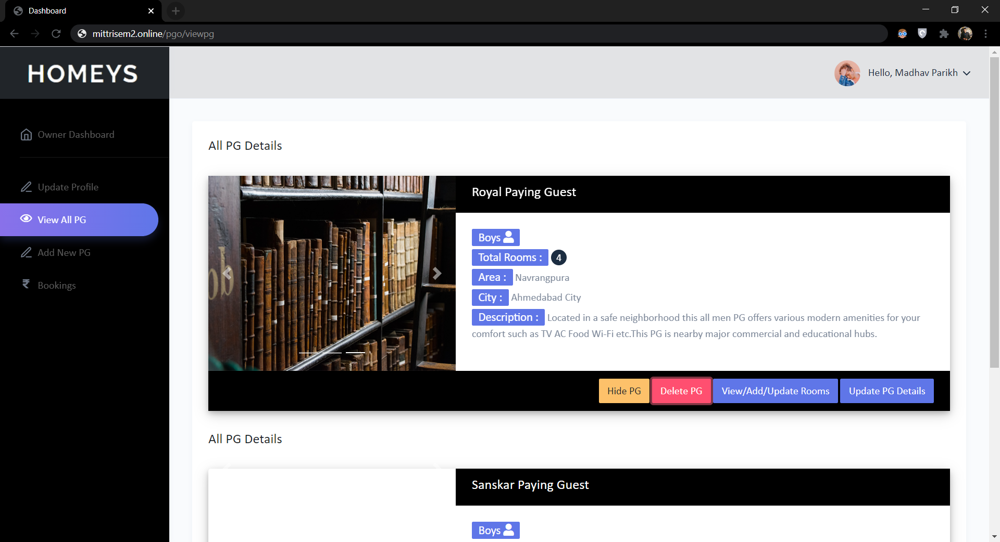 Dashboard
mittrisem2.online/pgo/viewpg
HOMEYS
Hello, Madhav Parikh
Owner Dashboard
Update Profile
View All PG
Add New PG
₹ Bookings
All PG Details
Royal Paying Guest
Boys
Total Rooms : 4
Area : Navrangpura
City : Ahmedabad City
Description : Located in a safe neighborhood this all men PG offers various modern amenities for your
comfort such as TV AC Food Wi-Fi etc.This PG is nearby major commercial and educational hubs.
ob
Hide PG Delete PG View/Add/Update Rooms Update PG Details
All PG Details
Sanskar Paying Guest
Boys